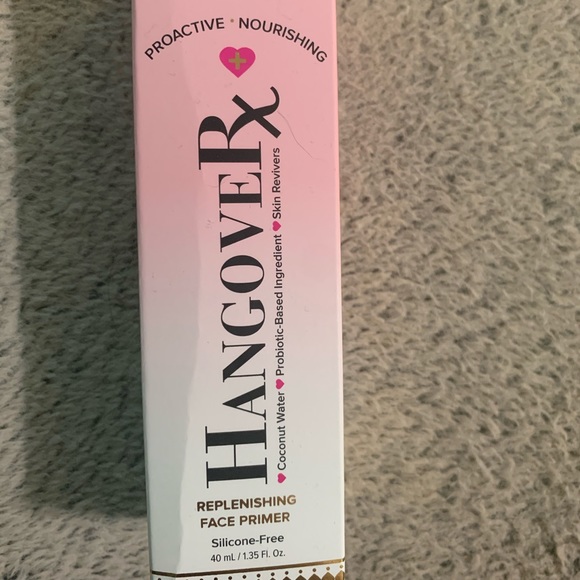 PROACTIVE • NOURISHING
HANGOVERX
♥ Coconut Water ♥ Probiotic-Based Ingredient ♥ Skin Revivers
REPLENISHING
FACE PRIMER
Silicone-Free
40 mL / 1.35 Fl. Oz.